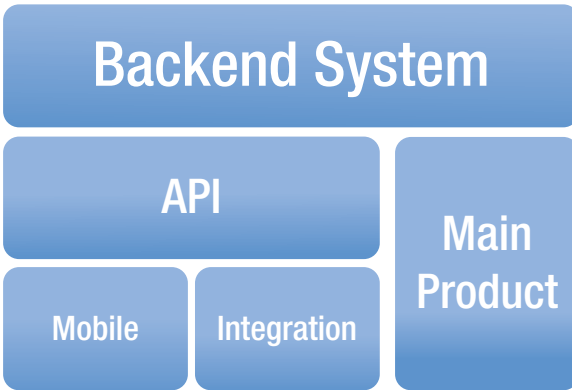 Backend System
API
Main
Product
Mobile
Integration